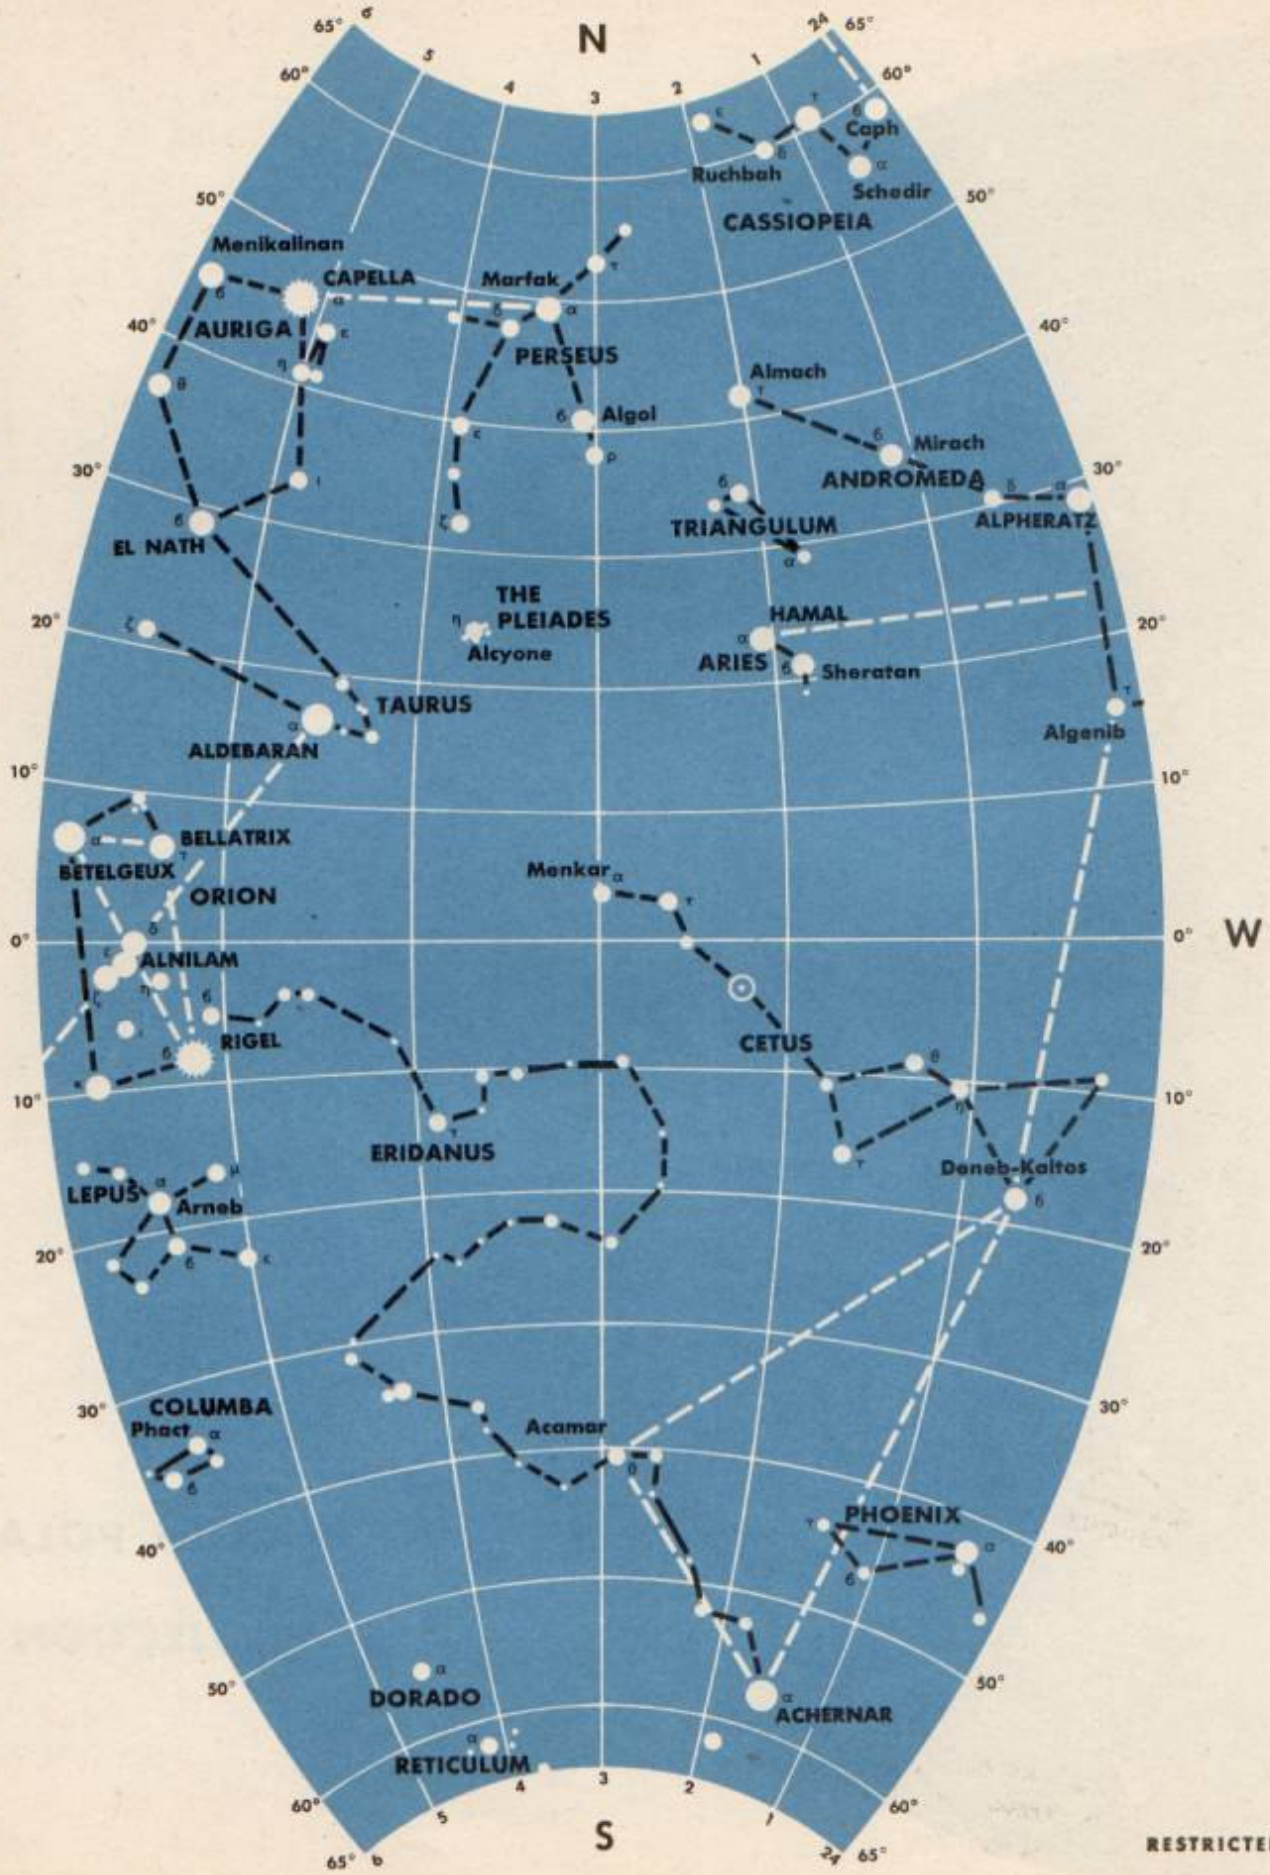 65° 6 N 24 65°
60° 5 4 3 2 1 60°
ε δ γ β Caph
Ruchbah α Schedir
50° CASSIOPEIA 50°
Menikalinan
CAPELLA Marfak γ
β α δ α
40° AURIGA ε PERSEUS 40°
η Almach
θ γ
β Algol β Mirach
ε ρ
30° ANDROMEDA 30°
ι β δ α
β ζ TRIANGULUM ALPHERATZ
EL NATH α
THE
η PLEIADES HAMAL
20° ζ Alcyone α 20°
ARIES β Sheratan
TAURUS γ
α Algenib
ALDEBARAN
10° 10°
α BELLATRIX
γ
BETELGEUX Menkar α
ORION γ
δ
0° 0° W
ε ALNILAM
ζ η β
ι RIGEL CETUS
β θ
κ
10° η 10°
γ
ERIDANUS γ
μ Deneb-Kaitos
LEPUS α Arneb β
20° β ε 20°
30° COLUMBA Acamar 30°
Phact α
β θ
γ PHOENIX
40° α 40°
β
50° α 50°
DORADO α
ACHERNAR
α
RETICULUM
60° 4 3 2 60°
5 S 1
65° 6 24 65°
RESTRICTE